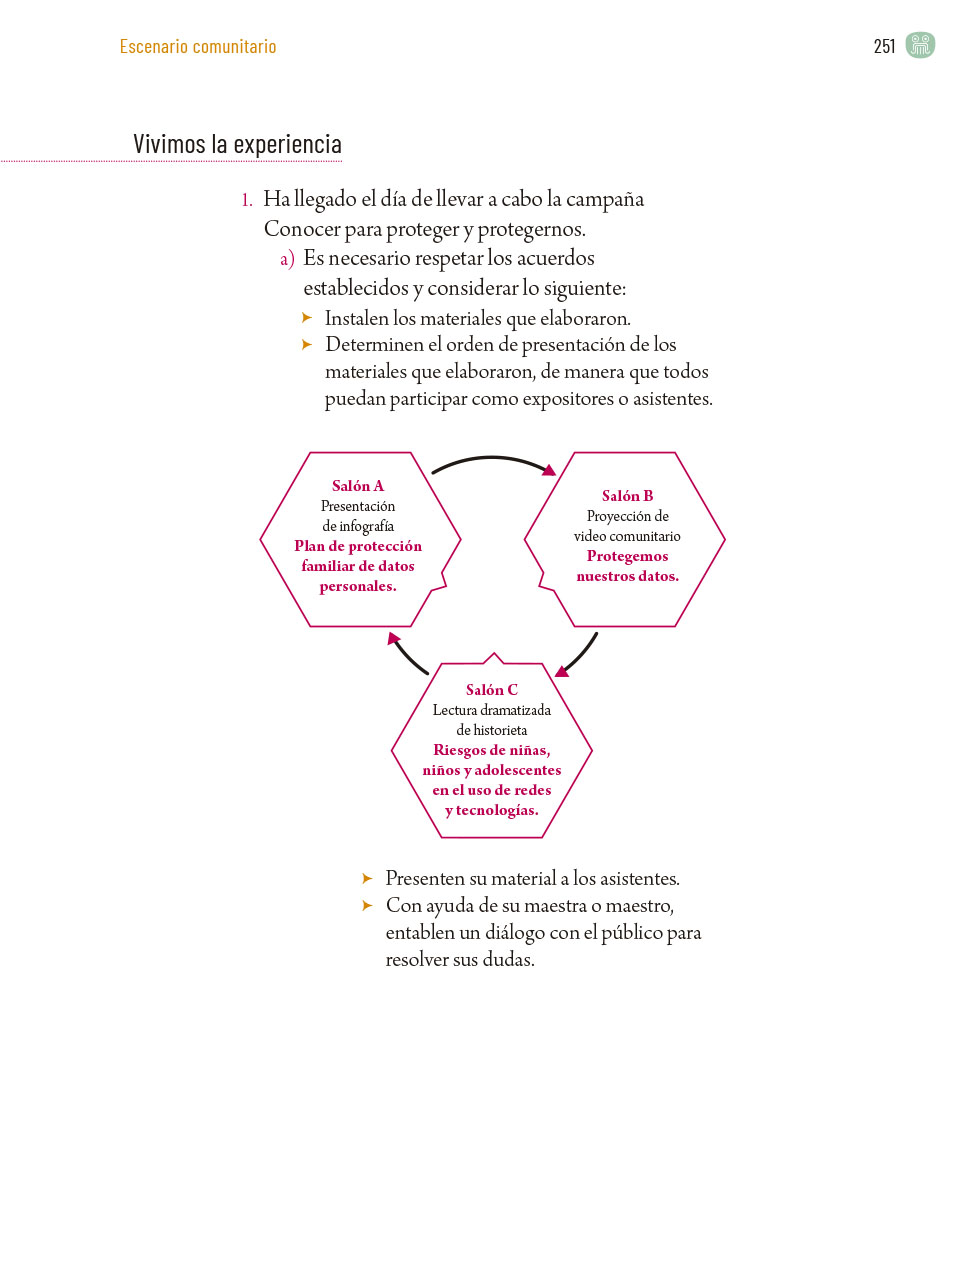 Escenario comunitario
251
Vivimos la experiencia
1. Ha llegado el día de llevar a cabo la campaña
Conocer para proteger y protegernos.
a) Es necesario respetar los acuerdos
establecidos y considerar lo siguiente:
➤ Instalen los materiales que elaboraron.
➤ Determinen el orden de presentación de los
materiales que elaboraron, de manera que todos
puedan participar como expositores o asistentes.
Salón A
Presentación
de infografía
Plan de protección
familiar de datos
personales.
Salón B
Proyección de
video comunitario
Protegemos
nuestros datos.
Salón C
Lectura dramatizada
de historieta
Riesgos de niñas,
niños y adolescentes
en el uso de redes
y tecnologías.
➤ Presenten su material a los asistentes.
➤ Con ayuda de su maestra o maestro,
entablen un diálogo con el público para
resolver sus dudas.